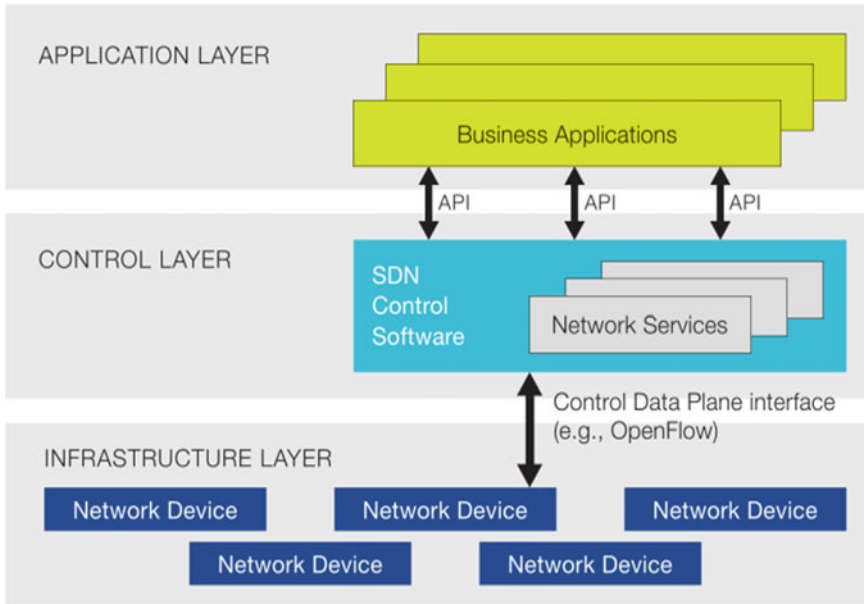 APPLICATION LAYER
Business Applications
API
API
API
CONTROL LAYER
SDN
Control
Software
Network Services
Control Data Plane interface
(e.g., OpenFlow)
INFRASTRUCTURE LAYER
Network Device
Network Device
Network Device
Network Device
Network Device